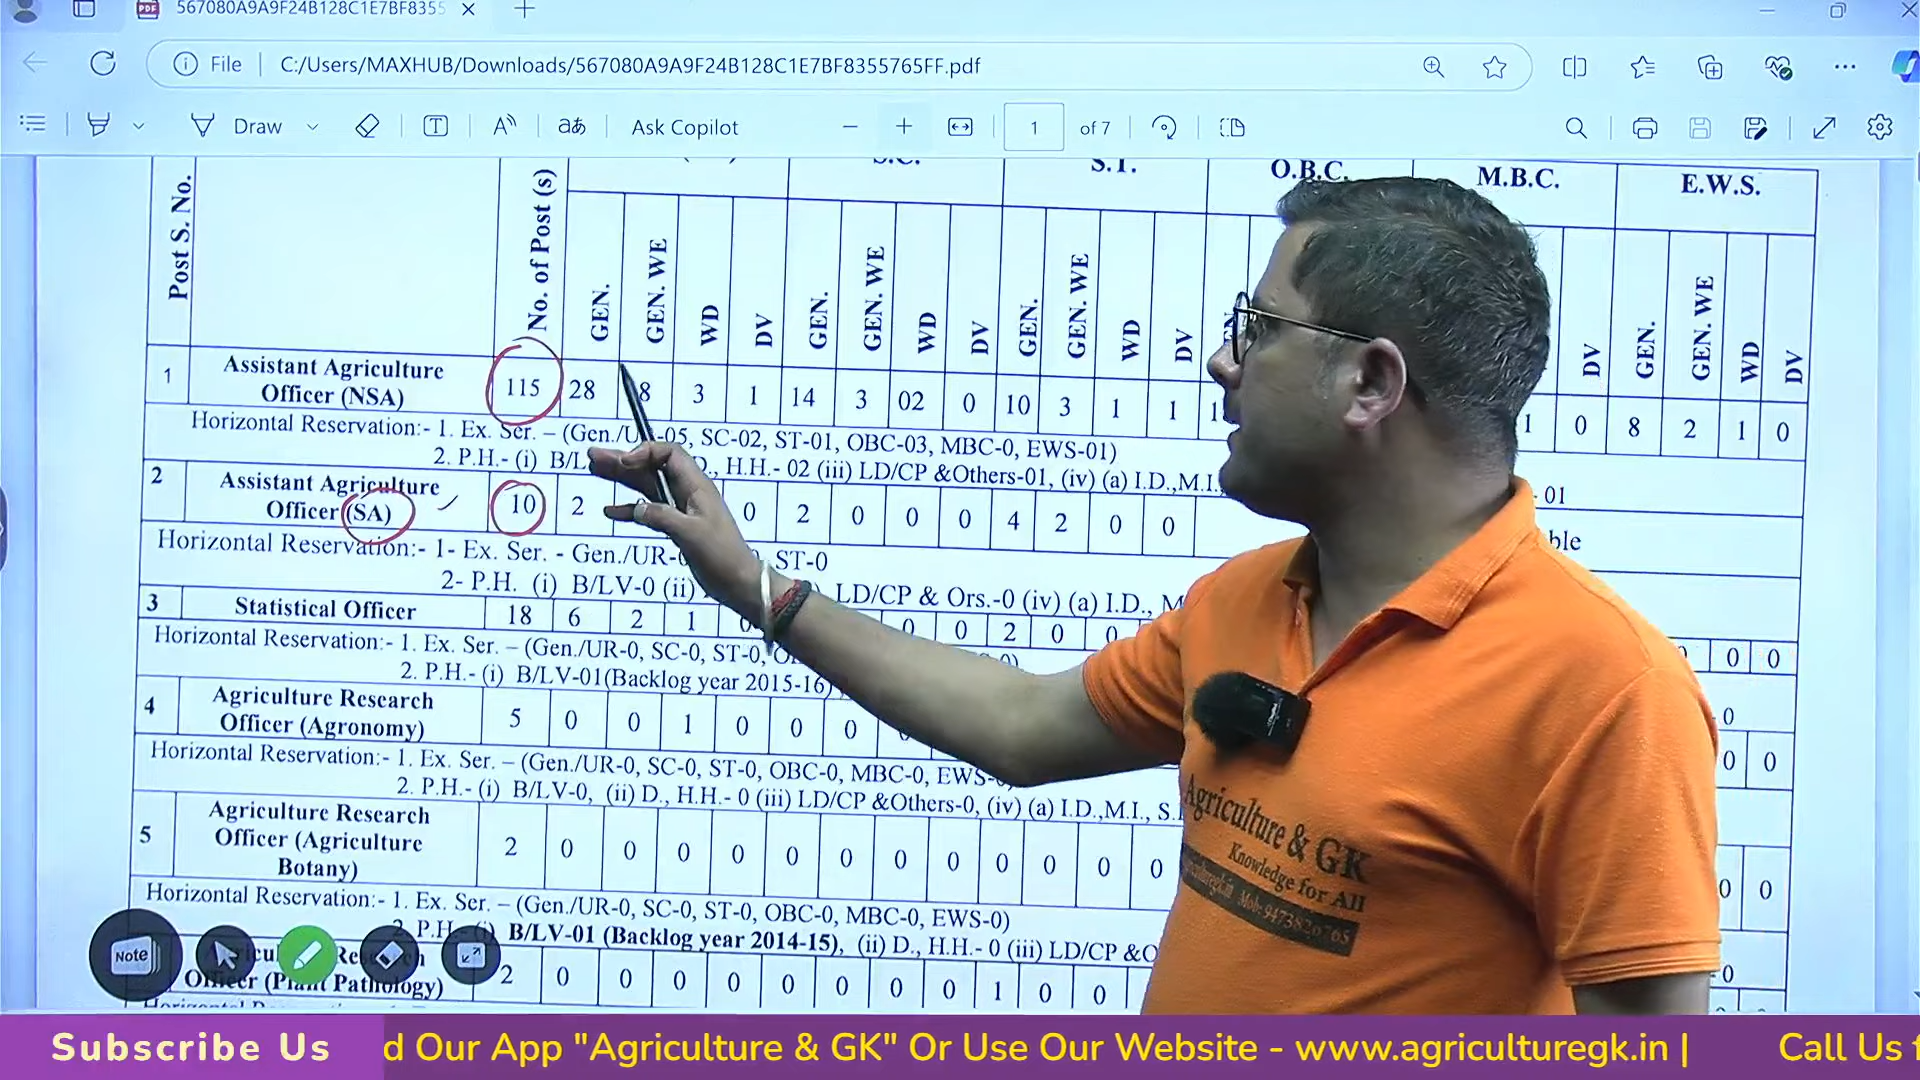 567080A9A9F24B128C1E7BF8355
File C:/Users/MAXHUB/Downloads/567080A9A9F24B128C1E7BF8355765FF.pdf
Draw Ask Copilot 1 of 7
S.C. S.T. O.B.C. M.B.C. E.W.S.
Post S. No. No. of Post (s) GEN. GEN. WE WD DV GEN. GEN. WE WD DV GEN. GEN. WE WD DV DV GEN. GEN. WE WD DV
1 Assistant Agriculture Officer (NSA) 115 28 8 3 1 14 3 02 0 10 3 1 1 1 0 8 2 1 0
Horizontal Reservation:- 1. Ex. Ser. – (Gen./UR-05, SC-02, ST-01, OBC-03, MBC-0, EWS-01)
2. P.H.- (i) H.H.- 02 (iii) LD/CP &Others-01, (iv) (a) I.D.,M.I., 01
2 Assistant Agriculture Officer (SA) 10 2 0 2 0 0 0 4 2 0 0
Horizontal Reservation:- 1- Ex. Ser. - Gen./UR- ST-0
2- P.H. (i) B/LV-0 (ii) LD/CP & Ors.-0 (iv) (a) I.D.,
3 Statistical Officer 18 6 2 1 0 0 2 0 0 0 0
Horizontal Reservation:- 1. Ex. Ser. – (Gen./UR-0, SC-0, ST-0,
2. P.H.- (i) B/LV-01(Backlog year 2015-16)
4 Agriculture Research Officer (Agronomy) 5 0 0 1 0 0 0 0 0
Horizontal Reservation:- 1. Ex. Ser. – (Gen./UR-0, SC-0, ST-0, OBC-0, MBC-0, EWS-0)
2. P.H.- (i) B/LV-0, (ii) D., H.H.- 0 (iii) LD/CP &Others-0, (iv) (a) I.D.,M.I.,
5 Agriculture Research Officer (Agriculture Botany) 2 0 0 0 0 0 0 0 0 0 0 0 0 0 0
Horizontal Reservation:- 1. Ex. Ser. – (Gen./UR-0, SC-0, ST-0, OBC-0, MBC-0, EWS-0)
2. P.H.- (i) B/LV-01 (Backlog year 2014-15), (ii) D., H.H.- 0 (iii) LD/CP
Officer (Plant Pathology) 2 0 0 0 0 0 0 0 0 1 0 0
Note
Agriculture & GK
Knowledge for All
Subscribe Us d Our App "Agriculture & GK" Or Use Our Website - www.agriculturegk.in | Call Us